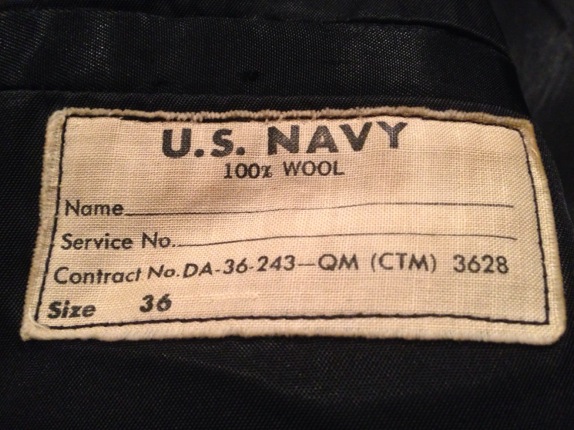 U.S. NAVY
100% WOOL
Name
Service No.
Contract No. DA-36-243-QM (CTM) 3628
Size 36